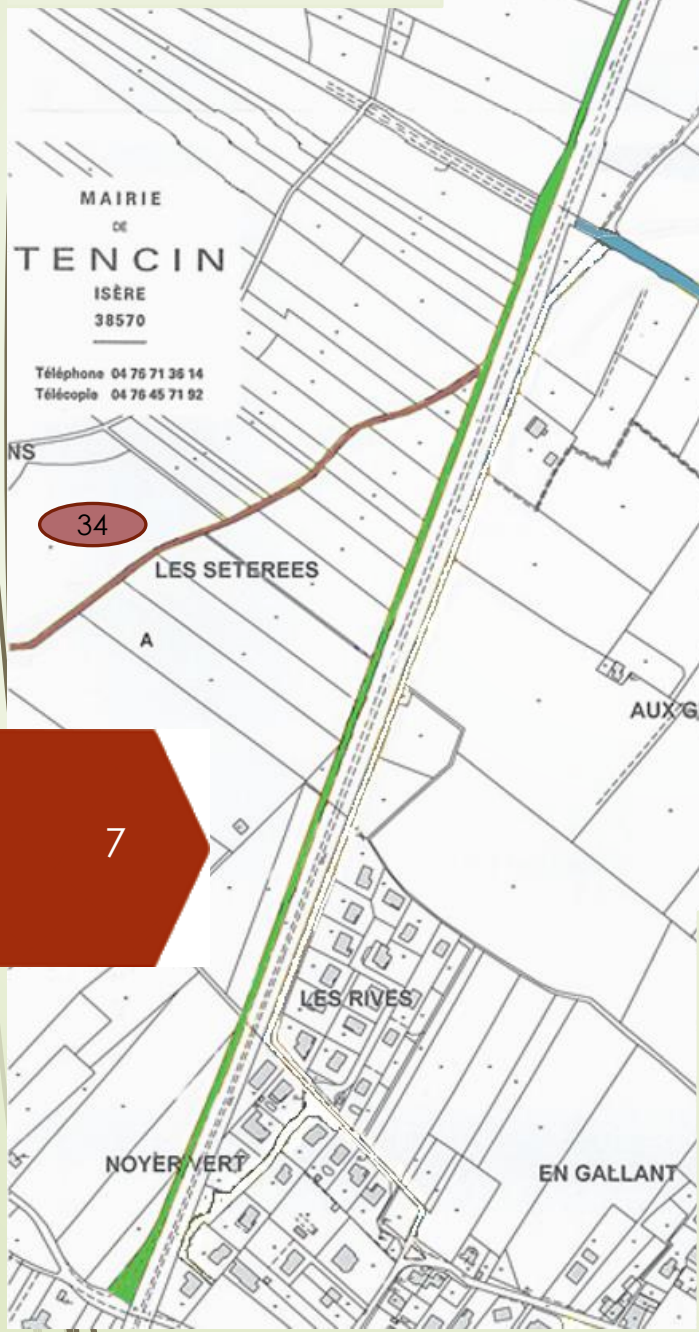 MAIRIE
DE
TENCIN
ISÈRE
38570
Téléphone 04 76 71 36 14
Télécopie 04 76 45 71 92
NS
34
LES SETEREES
A
AUX G
7
LES RIVES
NOYER VERT
EN GALLANT